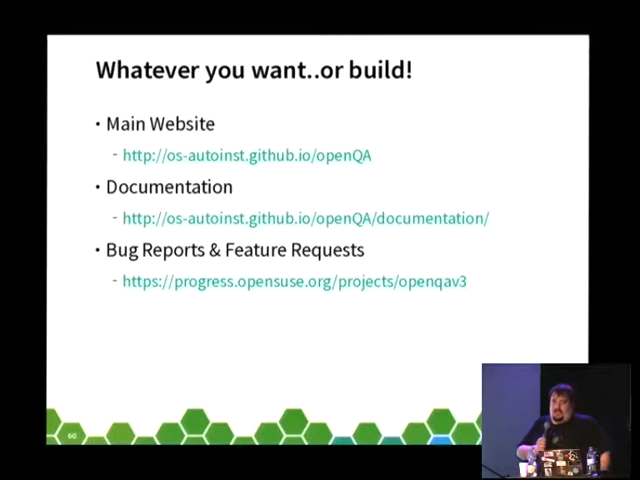 Whatever you want..or build!
• Main Website
- http://os-autoinst.github.io/openQA
• Documentation
- http://os-autoinst.github.io/openQA/documentation/
• Bug Reports & Feature Requests
- https://progress.opensuse.org/projects/openqav3
60